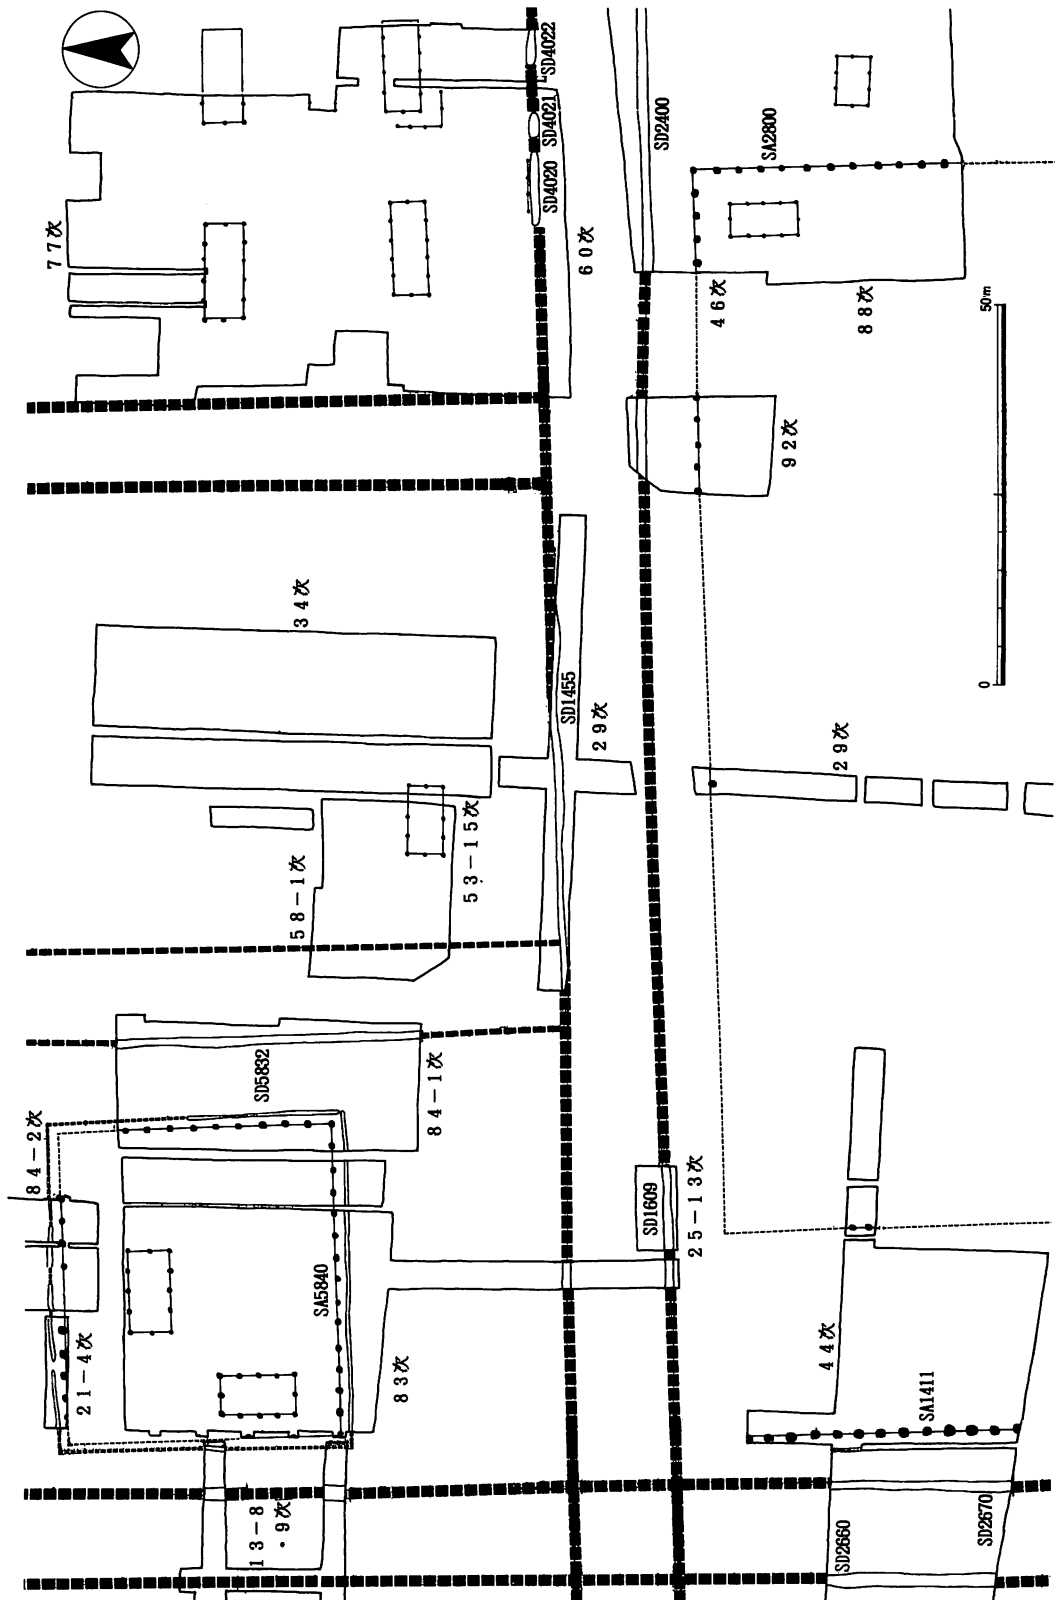 SD4022
SD4021
SD4020
77次
60次
SD2400
SA2800
46次
88次
50m
0
92次
34次
SD1455
29次
29次
53-15次
58-1次
SD5832
84-1次
84-2次
SD1609
25-13次
SA5840
21-4次
83次
44次
SA1411
13-8
・9次
SD2660
SD2670